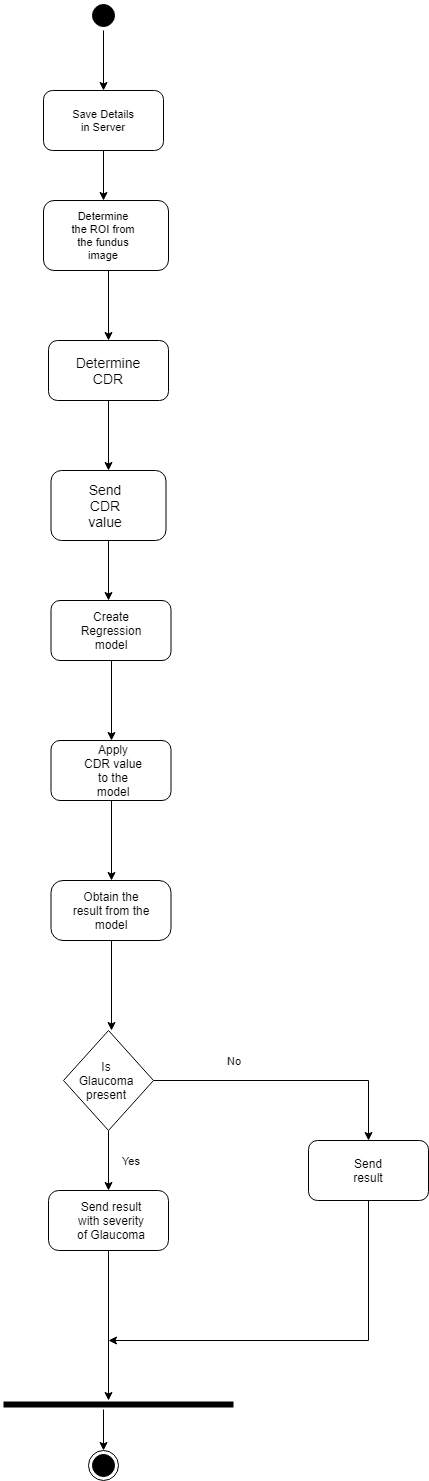 Save Details
in Server
Determine
the ROI from
the fundus
image
Determine
CDR
Send
CDR
value
Create
Regression
model
Apply
CDR value
to the
model
Obtain the
result from the
model
Is
Glaucoma
present
No
Yes
Send
result
Send result
with severity
of Glaucoma